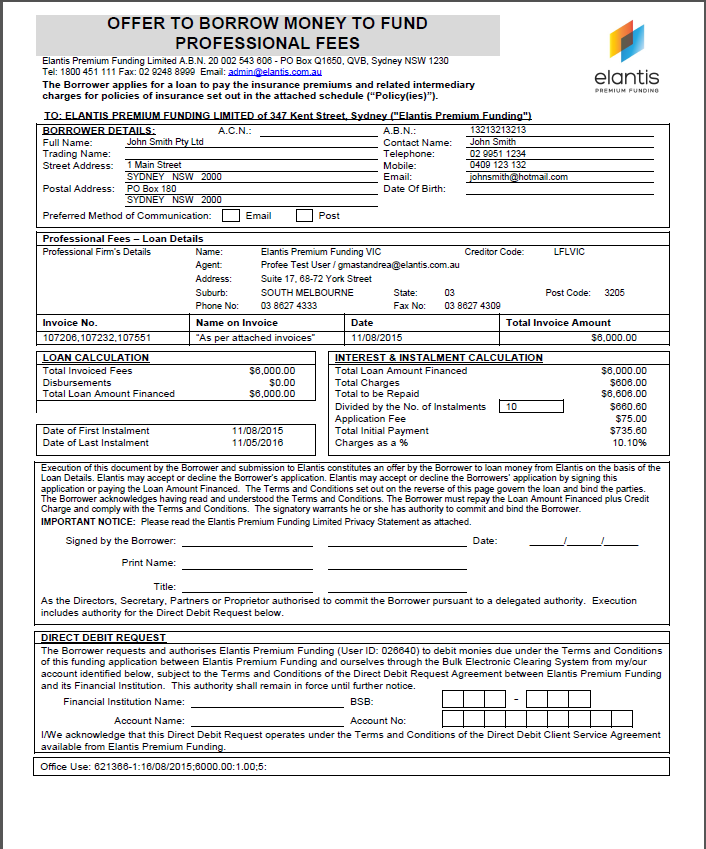 OFFER TO BORROW MONEY TO FUND
PROFESSIONAL FEES
elantis
PREMIUM FUNDING
Elantis Premium Funding Limited A.B.N. 20 002 543 606 - PO Box Q1650, QVB, Sydney NSW 1230
Tel: 1800 451 111 Fax: 02 9248 8999 Email: admin@elantis.com.au
The Borrower applies for a loan to pay the insurance premiums and related intermediary
charges for policies of insurance set out in the attached schedule ("Policy(ies)").
TO: ELANTIS PREMIUM FUNDING LIMITED of 347 Kent Street, Sydney ("Elantis Premium Funding")
BORROWER DETAILS: A.C.N.: A.B.N.: 13213213213
Full Name: John Smith Pty Ltd Contact Name: John Smith
Trading Name: Telephone: 02 9951 1234
Street Address: 1 Main Street Mobile: 0409 123 132
SYDNEY NSW 2000 Email: johnsmith@hotmail.com
Postal Address: PO Box 180 Date Of Birth:
SYDNEY NSW 2000
Preferred Method of Communication: Email Post
Professional Fees – Loan Details
Professional Firm's Details Name: Elantis Premium Funding VIC Creditor Code: LFLVIC
Agent: Profee Test User / gmastandrea@elantis.com.au
Address: Suite 17, 68-72 York Street
Suburb: SOUTH MELBOURNE State: 03 Post Code: 3205
Phone No: 03 8627 4333 Fax No: 03 8627 4309
Invoice No. Name on Invoice Date Total Invoice Amount
107206,107232,107551 "As per attached invoices" 11/08/2015 $6,000.00
LOAN CALCULATION
Total Invoiced Fees $6,000.00
Disbursements $0.00
Total Loan Amount Financed $6,000.00
Date of First Instalment 11/08/2015
Date of Last Instalment 11/05/2016
INTEREST & INSTALMENT CALCULATION
Total Loan Amount Financed $6,000.00
Total Charges $606.00
Total to be Repaid $6,606.00
Divided by the No. of Instalments 10 $660.60
Application Fee $75.00
Total Initial Payment $735.60
Charges as a % 10.10%
Execution of this document by the Borrower and submission to Elantis constitutes an offer by the Borrower to loan money from Elantis on the basis of the
Loan Details. Elantis may accept or decline the Borrower's application. Elantis may accept or decline the Borrowers' application by signing this
application or paying the Loan Amount Financed. The Terms and Conditions set out on the reverse of this page govern the loan and bind the parties.
The Borrower acknowledges having read and understood the Terms and Conditions. The Borrower must repay the Loan Amount Financed plus Credit
Charge and comply with the Terms and Conditions. The signatory warrants he or she has authority to commit and bind the Borrower.
IMPORTANT NOTICE: Please read the Elantis Premium Funding Limited Privacy Statement as attached.
Signed by the Borrower: Date: ____/____/____
Print Name:
Title:
As the Directors, Secretary, Partners or Proprietor authorised to commit the Borrower pursuant to a delegated authority. Execution
includes authority for the Direct Debit Request below.
DIRECT DEBIT REQUEST
The Borrower requests and authorises Elantis Premium Funding (User ID: 026640) to debit monies due under the Terms and Conditions
of this funding application between Elantis Premium Funding and ourselves through the Bulk Electronic Clearing System from my/our
account identified below, subject to the Terms and Conditions of the Direct Debit Request Agreement between Elantis Premium Funding
and its Financial Institution. This authority shall remain in force until further notice.
Financial Institution Name: BSB: -
Account Name: Account No:
I/We acknowledge that this Direct Debit Request operates under the Terms and Conditions of the Direct Debit Client Service Agreement
available from Elantis Premium Funding.
Office Use: 621366-1:16/08/2015;6000.00:1.00;5: